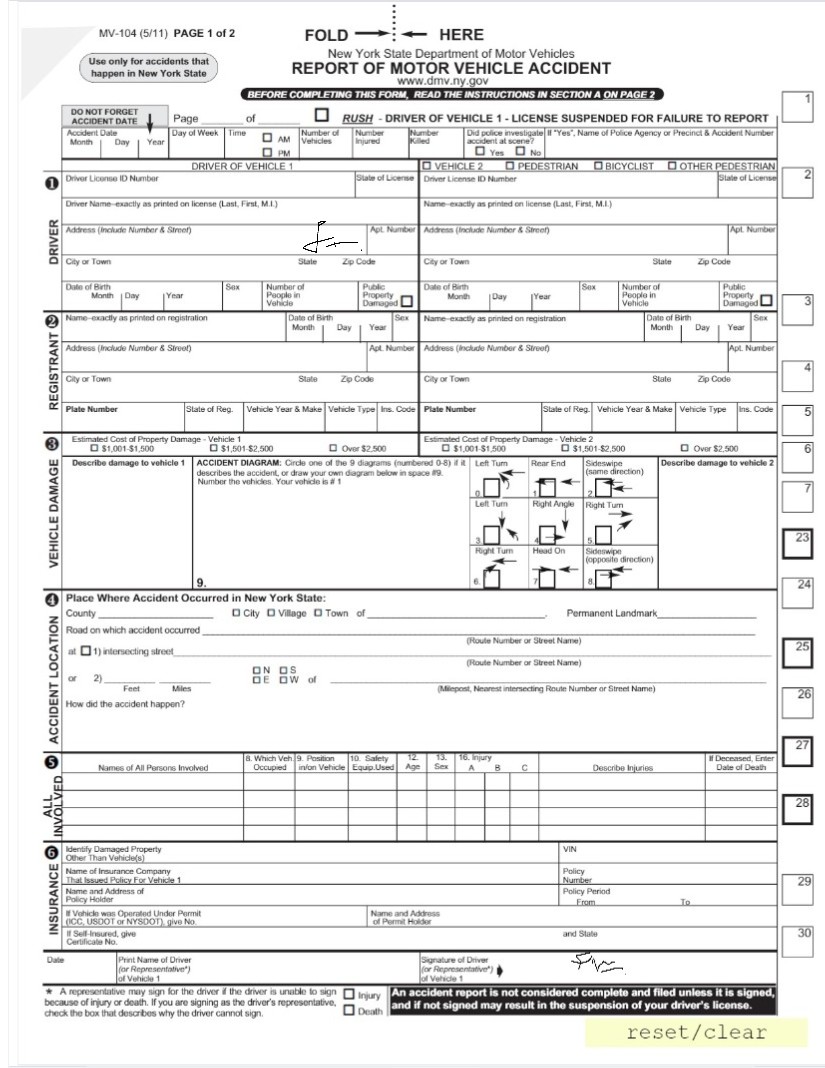 MV-104 (5/11) PAGE 1 of 2
FOLD HERE
Use only for accidents that
happen in New York State
New York State Department of Motor Vehicles
REPORT OF MOTOR VEHICLE ACCIDENT
www.dmv.ny.gov
BEFORE COMPLETING THIS FORM, READ THE INSTRUCTIONS IN SECTION A ON PAGE 2
1
DO NOT FORGET
ACCIDENT DATE
Page ______ of ______ RUSH - DRIVER OF VEHICLE 1 - LICENSE SUSPENDED FOR FAILURE TO REPORT
Accident Date
Month Day Year
Day of Week
Time
AM
PM
Number of
Vehicles
Number
Injured
Number
Killed
Did police investigate
accident at scene?
Yes No
If "Yes", Name of Police Agency or Precinct & Accident Number
DRIVER OF VEHICLE 1
VEHICLE 2 PEDESTRIAN BICYCLIST OTHER PEDESTRIAN
2
1
DRIVER
Driver License ID Number State of License
Driver License ID Number State of License
Driver Name–exactly as printed on license (Last, First, M.I.)
Name–exactly as printed on license (Last, First, M.I.)
Address (Include Number & Street) Apt. Number
Address (Include Number & Street) Apt. Number
City or Town State Zip Code
City or Town State Zip Code
Date of Birth
Month Day Year
Sex
Number of
People in
Vehicle
Public
Property
Damaged
Date of Birth
Month Day Year
Sex
Number of
People in
Vehicle
Public
Property
Damaged
3
2
REGISTRANT
Name–exactly as printed on registration
Date of Birth
Month Day Year
Sex
Name–exactly as printed on registration
Date of Birth
Month Day Year
Sex
Address (Include Number & Street) Apt. Number
Address (Include Number & Street) Apt. Number
4
City or Town State Zip Code
City or Town State Zip Code
Plate Number State of Reg. Vehicle Year & Make Vehicle Type Ins. Code
Plate Number State of Reg. Vehicle Year & Make Vehicle Type Ins. Code
5
3
VEHICLE DAMAGE
Estimated Cost of Property Damage - Vehicle 1
$1,001-$1,500 $1,501-$2,500 Over $2,500
Estimated Cost of Property Damage - Vehicle 2
$1,001-$1,500 $1,501-$2,500 Over $2,500
6
Describe damage to vehicle 1
ACCIDENT DIAGRAM: Circle one of the 9 diagrams (numbered 0-8) if it
describes the accident, or draw your own diagram below in space #9.
Number the vehicles. Your vehicle is # 1
9.
Left Turn
0.
Rear End
1.
Sideswipe
(same direction)
2.
Left Turn
3.
Right Angle
4.
Right Turn
5.
Right Turn
6.
Head On
7.
Sideswipe
(opposite direction)
8.
Describe damage to vehicle 2
7
23
24
4
ACCIDENT LOCATION
Place Where Accident Occurred in New York State:
County City Village Town of . Permanent Landmark
Road on which accident occurred
(Route Number or Street Name)
at 1) intersecting street
(Route Number or Street Name)
25
or 2)
Feet Miles
N S
E W of
(Milepost, Nearest intersecting Route Number or Street Name)
26
How did the accident happen?
27
5
ALL
INVOLVED
Names of All Persons Involved
8. Which Veh.
Occupied
9. Position
in/on Vehicle
10. Safety
Equip.Used
12.
Age
13.
Sex
16. Injury
A B C
Describe Injuries
If Deceased, Enter
Date of Death
28
6
INSURANCE
Identify Damaged Property
Other Than Vehicle(s)
VIN
Name of Insurance Company
That Issued Policy For Vehicle 1
Policy
Number
29
Name and Address of
Policy Holder
Policy Period
From To
If Vehicle was Operated Under Permit
(ICC, USDOT or NYSDOT), give No.
Name and Address
of Permit Holder
If Self-Insured, give
Certificate No.
and State
30
Date
Print Name of Driver
(or Representative*)
of Vehicle 1
Signature of Driver
(or Representative*)
of Vehicle 1
* A representative may sign for the driver if the driver is unable to sign
because of injury or death. If you are signing as the driver's representative,
check the box that describes why the driver cannot sign.
Injury
Death
An accident report is not considered complete and filed unless it is signed,
and if not signed may result in the suspension of your driver's license.
reset/clear